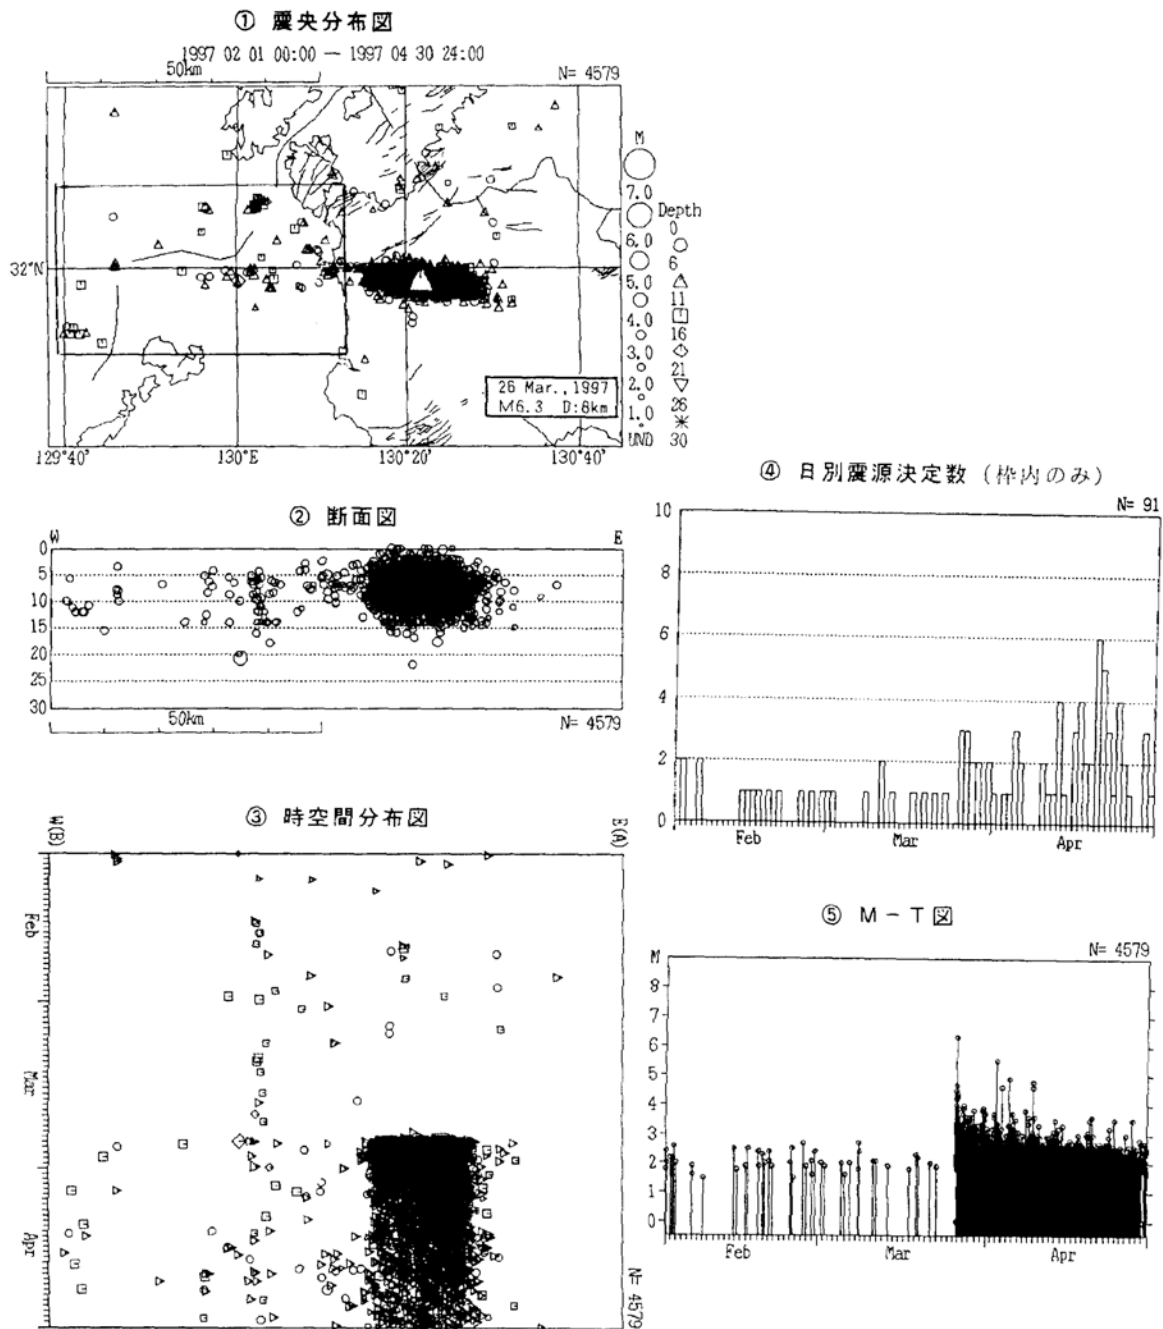 ① 震央分布図
1997 02 01 00:00 — 1997 04 30 24:00
50km
N= 4579
M
7.0
6.0
5.0
4.0
3.0
2.0
1.0
UND
Depth
0
6
11
16
21
26
30
32°N
26 Mar.,1997
M6.3 D:8km
129°40'
130°E
130°20'
130°40'
② 断面図
W
E
0
5
10
15
20
25
30
50km
N= 4579
③ 時空間分布図
W(B)
E(A)
Feb
Mar
Apr
N= 4579
④ 日別震源決定数 (枠内のみ)
N= 91
10
8
6
4
2
0
Feb
Mar
Apr
⑤ M－T図
N= 4579
M
8
7
6
5
4
3
2
1
0
Feb
Mar
Apr